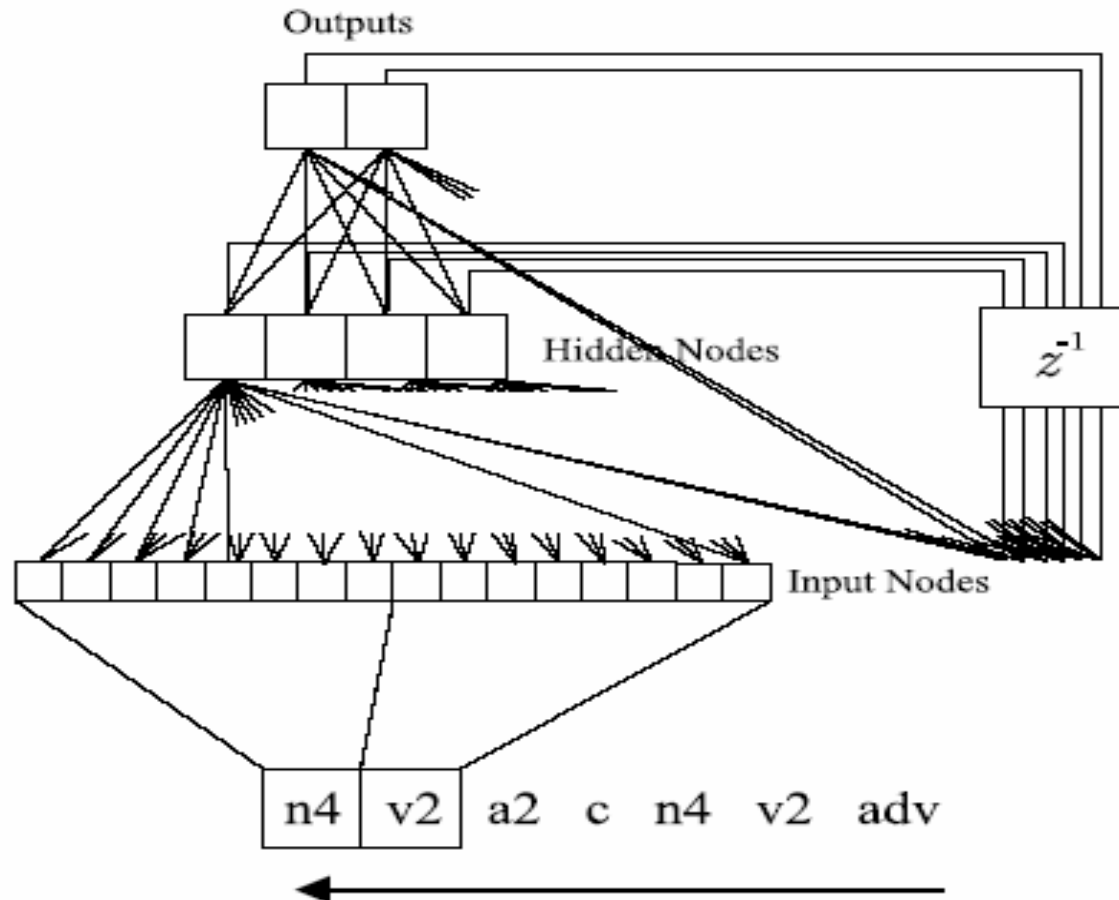 Outputs
Hidden Nodes
z-1
Input Nodes
n4 v2 a2 c n4 v2 adv